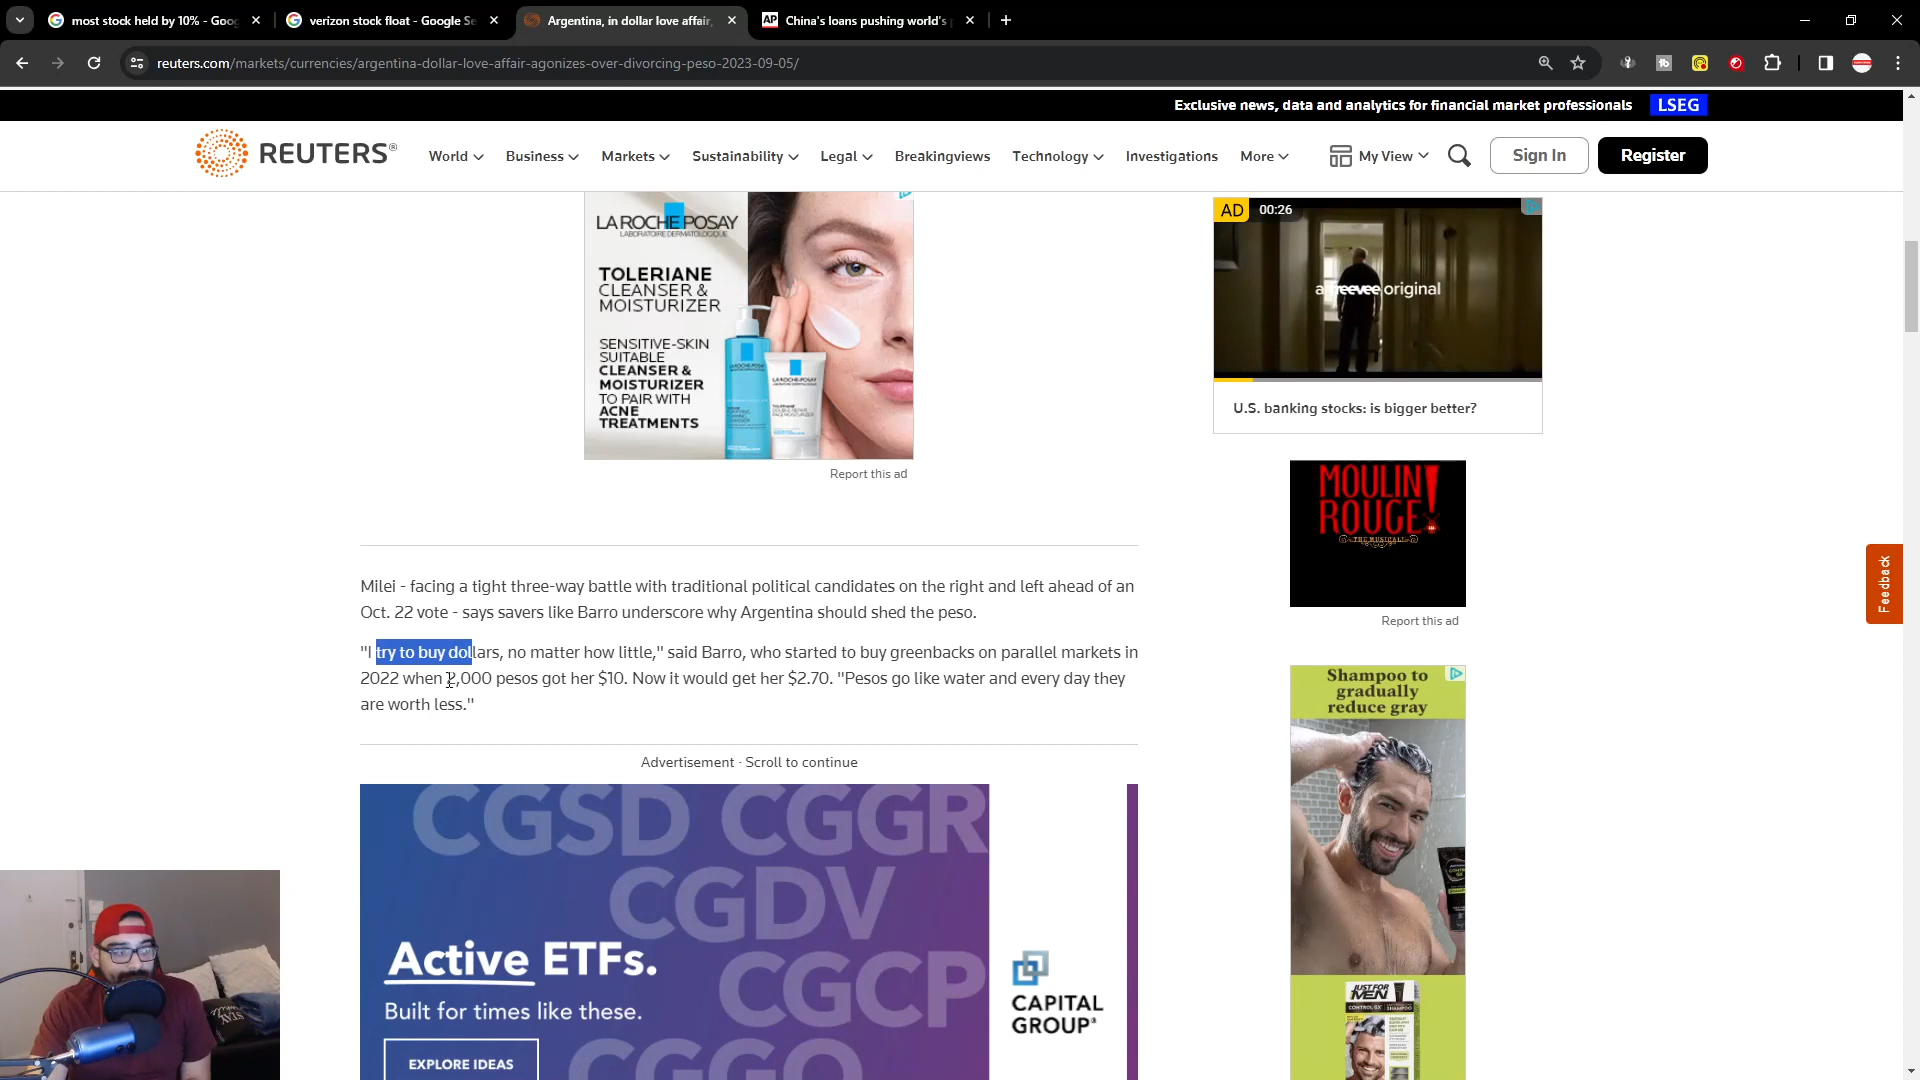 most stock held by 10% - Goog
verizon stock float - Google Se
Argentina, in dollar love affair,
AP
China's loans pushing world's p
reuters.com/markets/currencies/argentina-dollar-love-affair-agonizes-over-divorcing-peso-2023-09-05/
Exclusive news, data and analytics for financial market professionals LSEG
REUTERS®
World
Business
Markets
Sustainability
Legal
Breakingviews
Technology
Investigations
More
My View
Sign In
Register
LA ROCHE POSAY
LABORATOIRE DERMATOLOGIQUE
TOLERIANE
CLEANSER &
MOISTURIZER
SENSITIVE-SKIN
SUITABLE
CLEANSER &
MOISTURIZER
TO PAIR WITH
ACNE
TREATMENTS
Report this ad
AD 00:26
a freevee original
U.S. banking stocks: is bigger better?
MOULIN
ROUGE!
THE MUSICAL!
Report this ad
Feedback
Milei - facing a tight three-way battle with traditional political candidates on the right and left ahead of an
Oct. 22 vote - says savers like Barro underscore why Argentina should shed the peso.
"I try to buy dollars, no matter how little," said Barro, who started to buy greenbacks on parallel markets in
2022 when 2,000 pesos got her $10. Now it would get her $2.70. "Pesos go like water and every day they
are worth less."
Shampoo to
gradually
reduce gray
JUST FOR
MEN
CONTROL GX
Advertisement · Scroll to continue
CGSD CGGR
CGDV
CGCP
CGGO
Active ETFs.
Built for times like these.
EXPLORE IDEAS
CAPITAL
GROUP